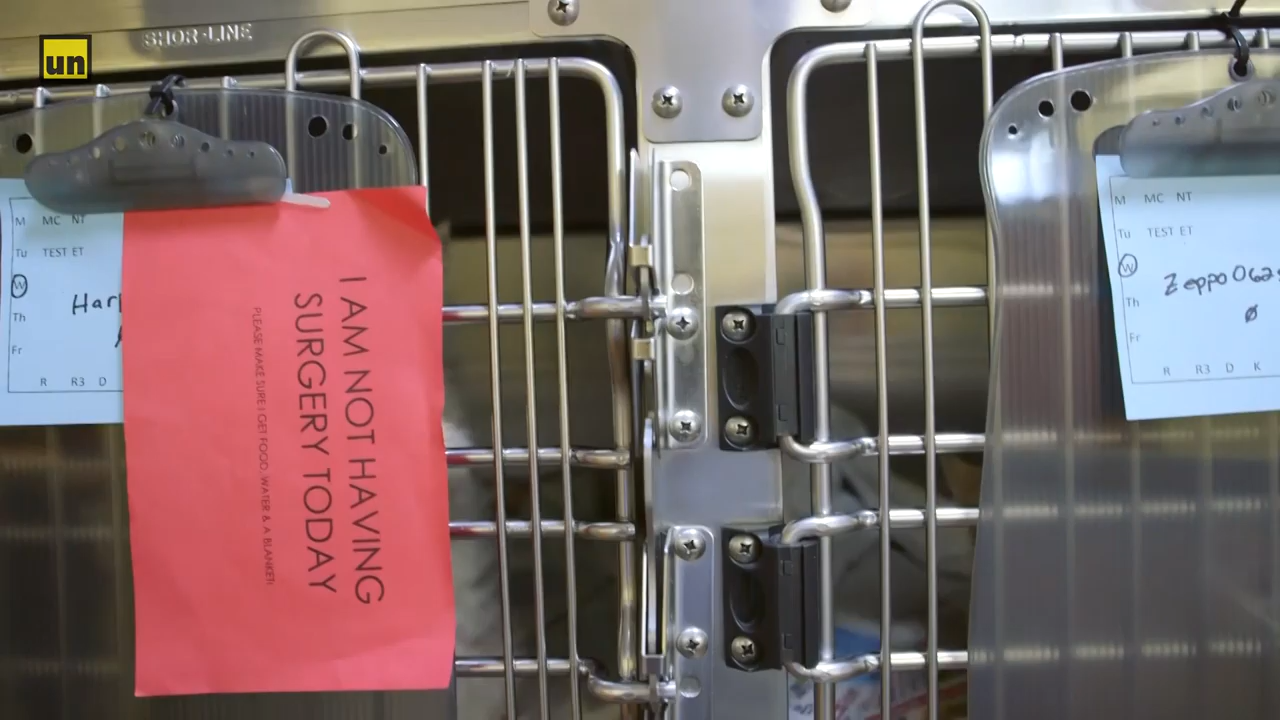 SHOR-LINE
un
M MC NT
Tu TEST ET
W
Th
Fr
R R3 D
I AM NOT HAVING
SURGERY TODAY
PLEASE MAKE SURE I GET FOOD, WATER & A BLANKET!
M MC NT
Tu TEST ET
W
Zeppo
Th
Fr
R R3 D K